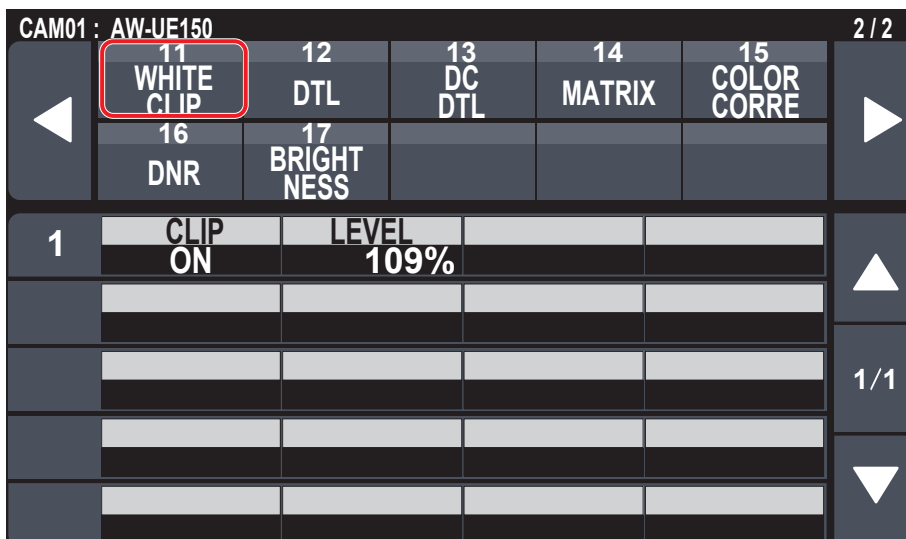 CAM01 : AW-UE150 2 / 2
11 12 13 14 15
WHITE CLIP DTL DC DTL MATRIX COLOR CORRE
16 17
DNR BRIGHT NESS
1 CLIP LEVEL
ON 109%
1/1